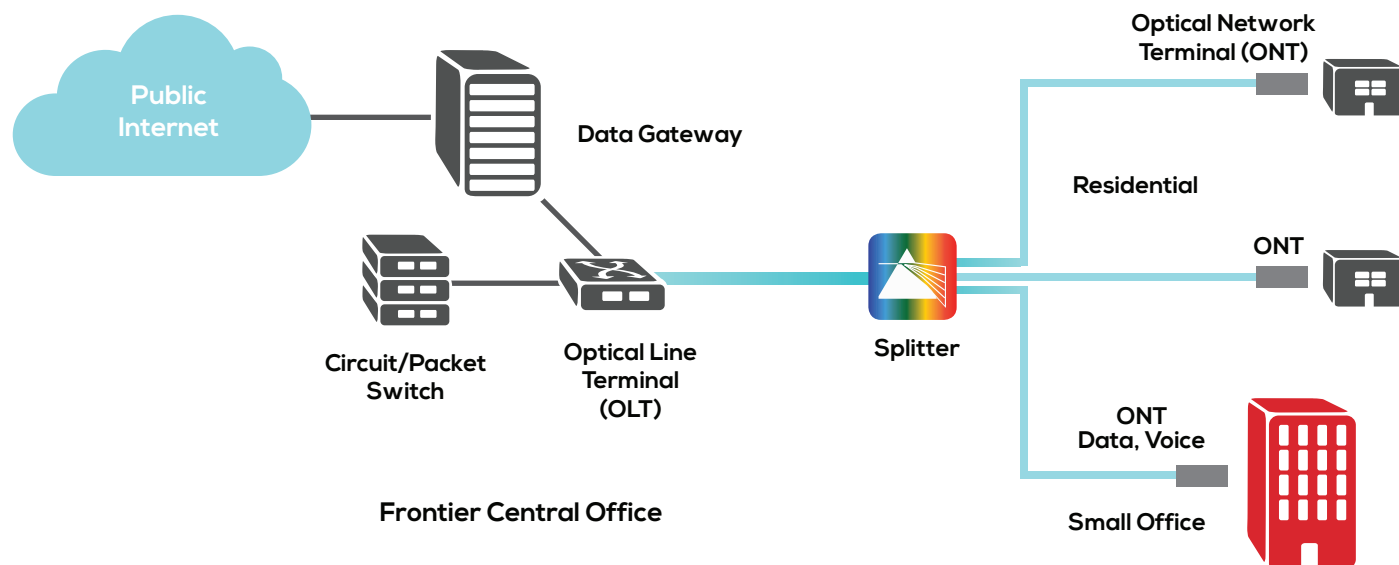 Optical Network
Terminal (ONT)
Public
Internet
Data Gateway
Residential
ONT
Circuit/Packet
Switch
Optical Line
Terminal
(OLT)
Splitter
ONT
Data, Voice
Frontier Central Office
Small Office